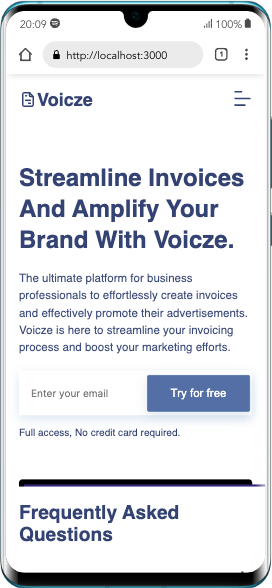 20:09 100%
http://localhost:3000 1
Voicze
Streamline Invoices
And Amplify Your
Brand With Voicze.
The ultimate platform for business
professionals to effortlessly create invoices
and effectively promote their advertisements.
Voicze is here to streamline your invoicing
process and boost your marketing efforts.
Enter your email Try for free
Full access, No credit card required.
Frequently Asked
Questions